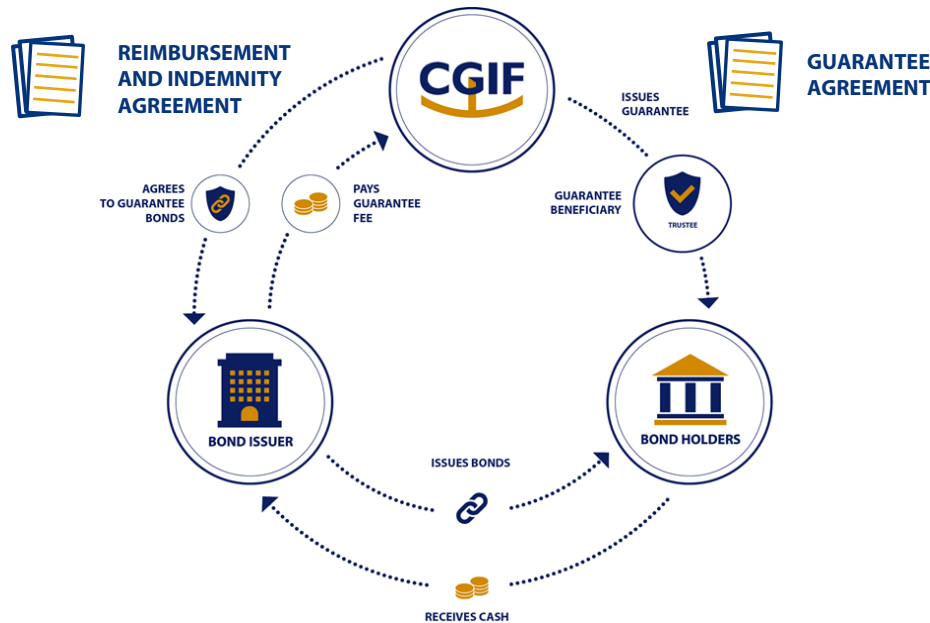 REIMBURSEMENT
AND INDEMNITY
AGREEMENT
CGIF
GUARANTEE
AGREEMENT
ISSUES
GUARANTEE
AGREES
TO GUARANTEE
BONDS
PAYS
GUARANTEE
FEE
GUARANTEE
BENEFICIARY
TRUSTEE
BOND ISSUER
BOND HOLDERS
ISSUES BONDS
RECEIVES CASH